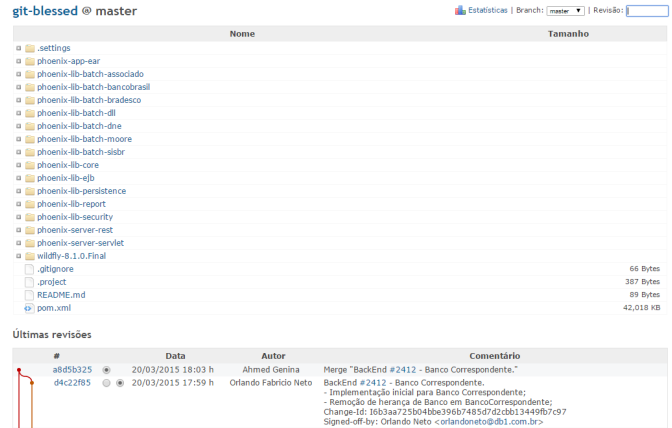 git-blessed @ master
Estatísticas | Branch: master | Revisão:
Nome Tamanho
.settings
phoenix-app-ear
phoenix-lib-batch-associado
phoenix-lib-batch-bancobrasil
phoenix-lib-batch-bradesco
phoenix-lib-batch-dll
phoenix-lib-batch-dne
phoenix-lib-batch-moore
phoenix-lib-batch-sisbr
phoenix-lib-core
phoenix-lib-ejb
phoenix-lib-persistence
phoenix-lib-report
phoenix-lib-security
phoenix-server-rest
phoenix-server-servlet
wildfly-8.1.0.Final
.gitignore 66 Bytes
.project 387 Bytes
README.md 89 Bytes
pom.xml 42,018 KB
Últimas revisões
# Data Autor Comentário
a8d5b325 20/03/2015 18:03 h Ahmed Genina Merge "BackEnd #2412 - Banco Correspondente."
d4c22f85 20/03/2015 17:59 h Orlando Fabricio Neto BackEnd #2412 - Banco Correspondente.
- Implementação inicial para Banco Correspondente;
- Remoção de herança de Banco em BancoCorrespondente;
Change-Id: I6b3aa725b04bbe396b7485d7d2cbb13449fb7c97
Signed-off-by: Orlando Neto <orlandoneto@db1.com.br>